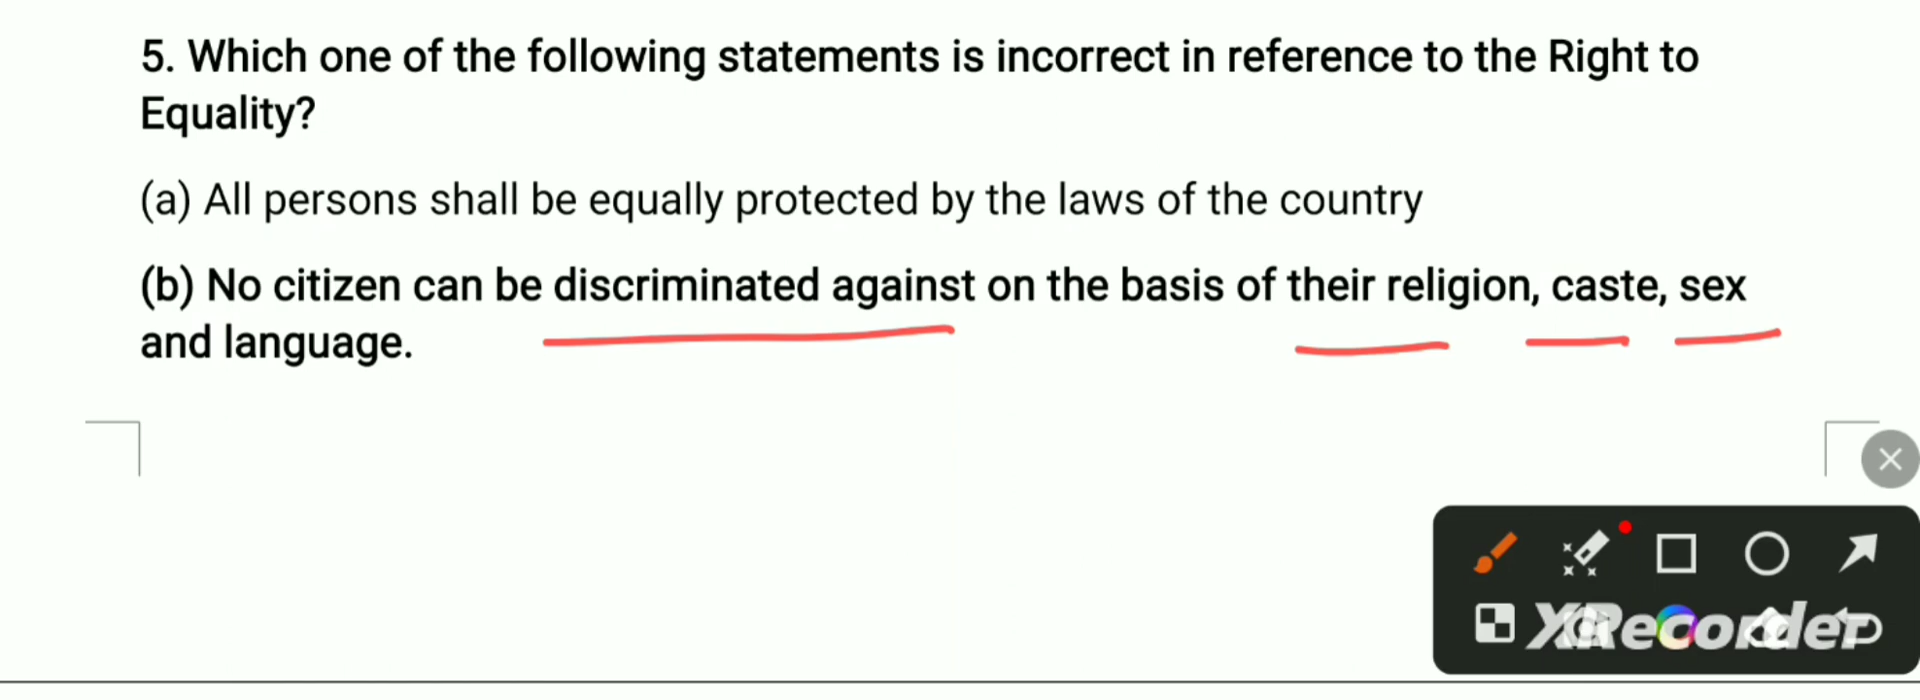 5. Which one of the following statements is incorrect in reference to the Right to
Equality?
(a) All persons shall be equally protected by the laws of the country
(b) No citizen can be discriminated against on the basis of their religion, caste, sex
and language.
XRecorder